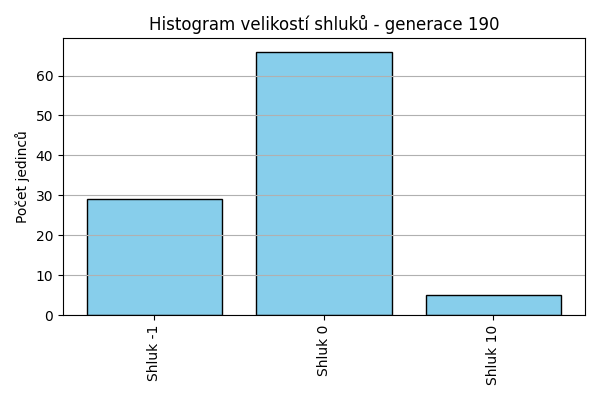 Histogram velikostí shluků - generace 190
Počet jedinců
60
50
40
30
20
10
0
Shluk -1
Shluk 0
Shluk 10